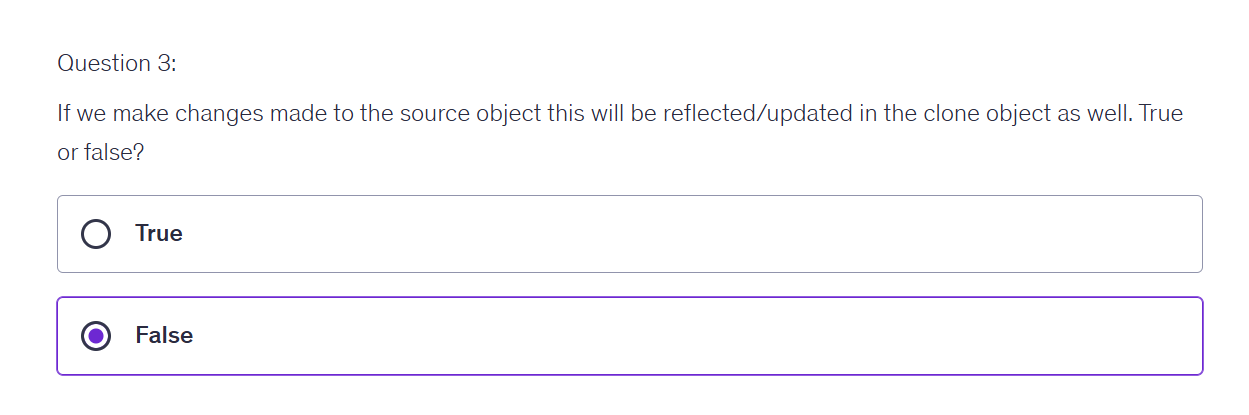 Question 3:
If we make changes made to the source object this will be reflected/updated in the clone object as well. True
or false?
True
False